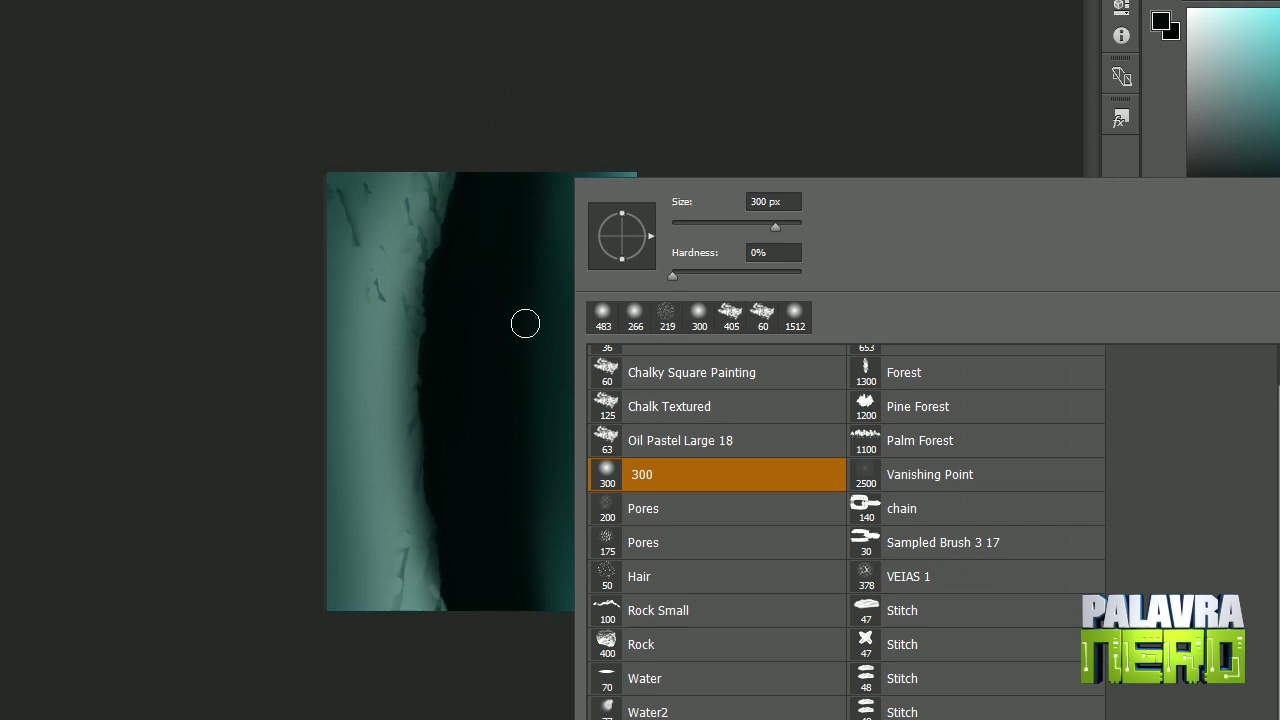 Size:
300 px
Hardness:
0%
483 266 219 300 405 60 1512
36
653
60 Chalky Square Painting
1300 Forest
125 Chalk Textured
1200 Pine Forest
63 Oil Pastel Large 18
1100 Palm Forest
300 300
2500 Vanishing Point
200 Pores
140 chain
175 Pores
30 Sampled Brush 3 17
50 Hair
378 VEIAS 1
100 Rock Small
47 Stitch
400 Rock
47 Stitch
70 Water
48 Stitch
Water2
Stitch
fx
PALAVRA
NERD